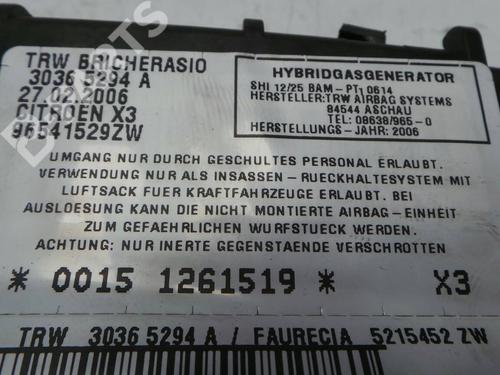 TRW BRICHERASIO
3036 5294 A
27.02.2006
CITROEN X3
96541529ZW
HYBRIDGASGENERATOR
SHI 12/25 BAM-PT1 0614
HERSTELLER:TRW AIRBAG SYSTEMS
84544 ASCHAU
TEL: 08638/965-0
HERSTELLUNGS-JAHR: 2006
UMGANG NUR DURCH GESCHULTES PERSONAL ERLAUBT.
VERWENDUNG NUR ALS INSASSEN-RUECKHALTESYSTEM MIT
LUFTSACK FUER KRAFTFAHRZEUGE ERLAUBT. BEI
AUSLOESUNG KANN DIE NICHT MONTIERTE AIRBAG-EINHEIT
ZUM GEFAEHRLICHEN WURFSTUECK WERDEN.
ACHTUNG: NUR INERTE GEGENSTAENDE VERSCHROTTEN
* 0015 1261519 * X3
TRW 3036 5294 A / FAURECIA 5215452 ZW